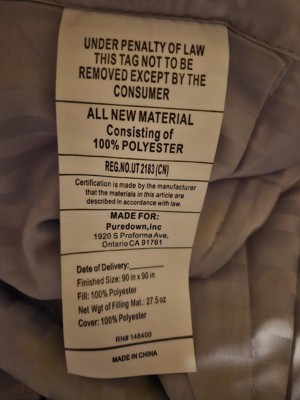 UNDER PENALTY OF LAW
THIS TAG NOT TO BE
REMOVED EXCEPT BY THE
CONSUMER
ALL NEW MATERIAL
Consisting of
100% POLYESTER
REG.NO.UT 2183 (CN)
Certification is made by the manufacturer
that the materials in this article are
described in accordance with law.
MADE FOR:
Puredown,inc
1920 S Proforma Ave,
Ontario CA 91761
Date of Delivery:______
Finished Size: 90 in x 90 in
Fill: 100% Polyester
Net Wgt of Filling Mat.: 27.5 oz
Cover: 100% Polyester
RN# 148400
MADE IN CHINA